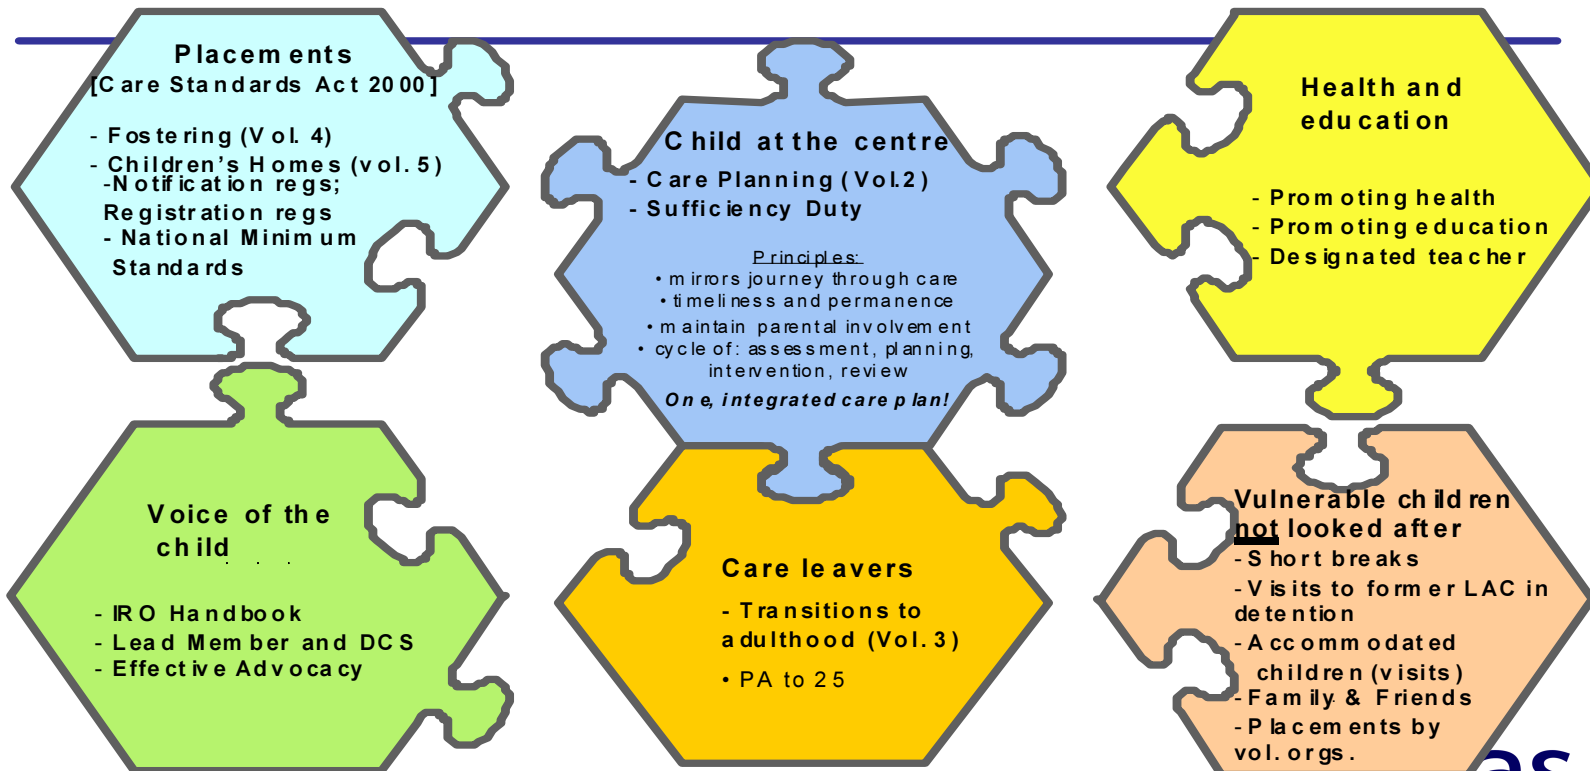 Placements
[Care Standards Act 2000]
- Fostering (Vol. 4)
- Children's Homes (vol. 5)
-Notification regs;
Registration regs
- National Minimum
Standards
Child at the centre
- Care Planning (Vol.2)
- Sufficiency Duty
Principles:
• mirrors journey through care
• timeliness and permanence
• maintain parental involvement
• cycle of: assessment, planning,
intervention, review
One, integrated care plan!
Health and
education
- Promoting health
- Promoting education
- Designated teacher
Voice of the
child
- IRO Handbook
- Lead Member and DCS
- Effective Advocacy
Care leavers
- Transitions to
adulthood (Vol. 3)
• PA to 25
Vulnerable children
not looked after
- Short breaks
- Visits to former LAC in
detention
- Accommodated
children (visits)
- Family & Friends
- Placements by
vol. orgs.
as